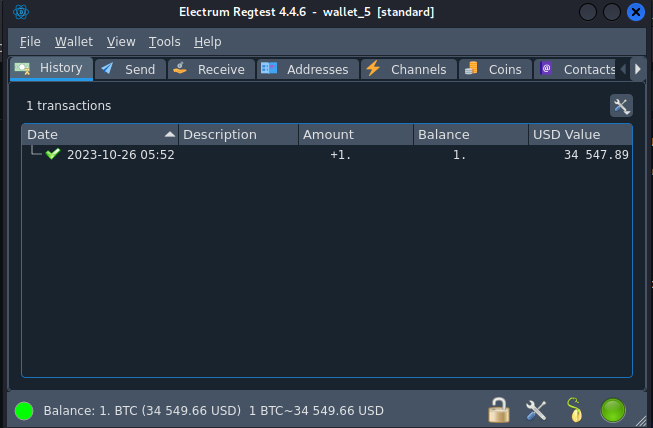 Electrum Regtest 4.4.6 - wallet_5 [standard]
File Wallet View Tools Help
History Send Receive Addresses Channels Coins Contacts
1 transactions
Date Description Amount Balance USD Value
2023-10-26 05:52 +1. 1. 34 547.89
Balance: 1. BTC (34 549.66 USD) 1 BTC~34 549.66 USD